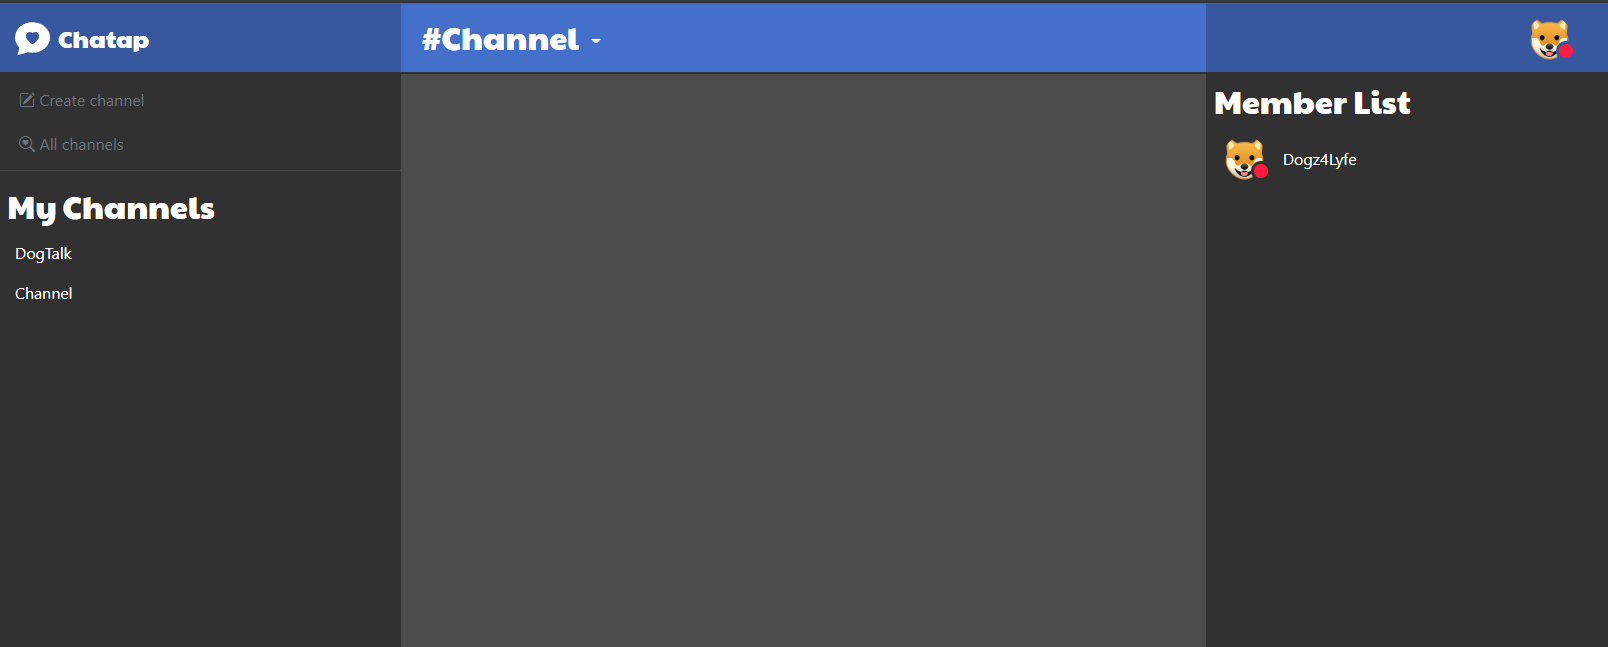 Chatap
Create channel
All channels
My Channels
DogTalk
Channel
#Channel
Member List
Dogz4Lyfe